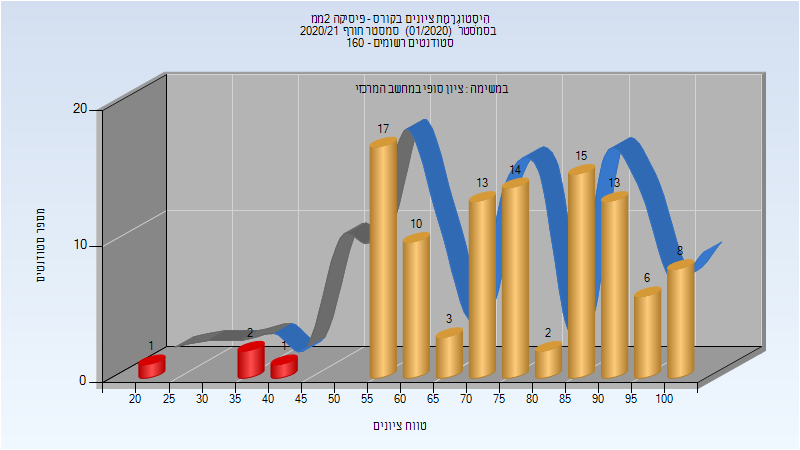 היסטוגרמת ציונים בקורס - פיסיקה 2ממ
בסמסטר (01/2020) סמסטר חורף 2020/21
סטודנטים רשומים - 160
במשימה : ציון סופי במחשב המרכזי
מספר סטודנטים
20
10
0
1
2
1
17
10
3
13
14
2
15
13
6
8
20 25 30 35 40 45 50 55 60 65 70 75 80 85 90 95 100
טווח ציונים